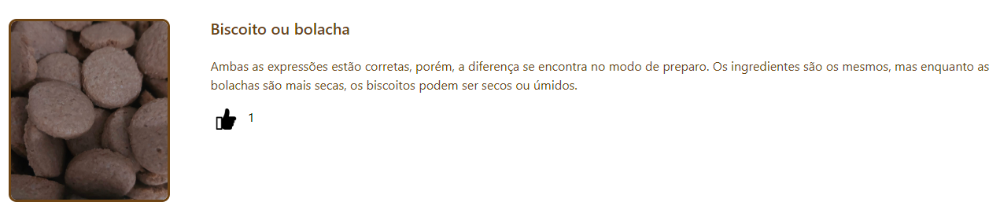 Biscoito ou bolacha
Ambas as expressões estão corretas, porém, a diferença se encontra no modo de preparo. Os ingredientes são os mesmos, mas enquanto as
bolachas são mais secas, os biscoitos podem ser secos ou úmidos.
1